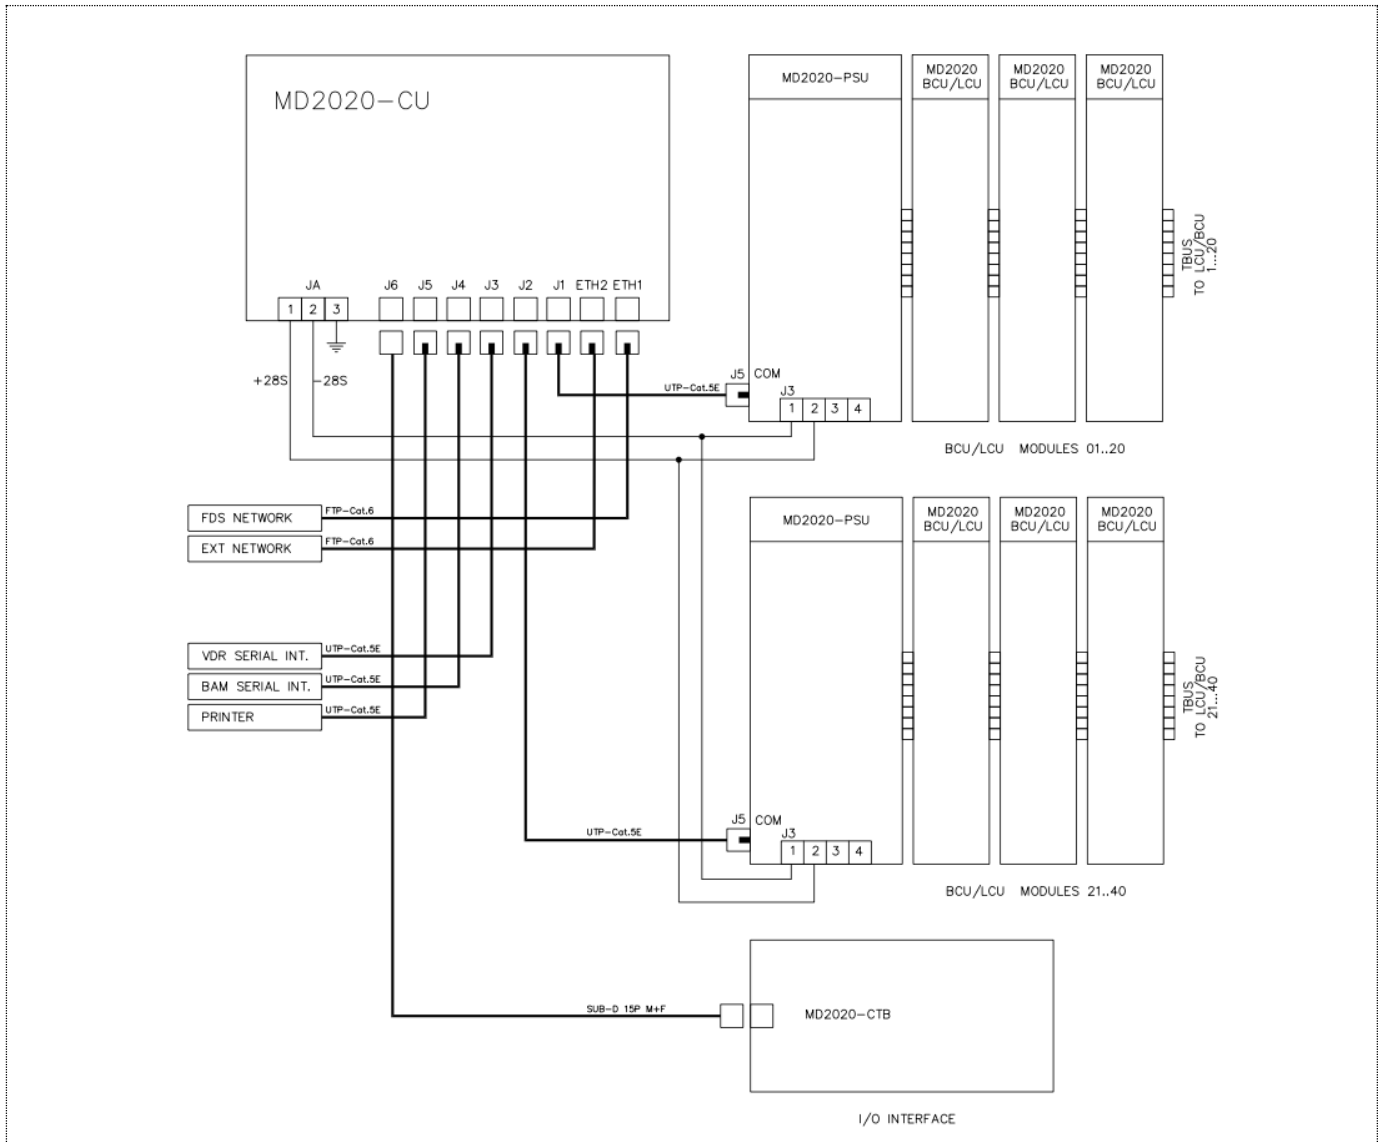 MD2020-CU
JA
J6
J5
J4
J3
J2
J1
ETH2
ETH1
1
2
3
+28S
-28S
MD2020-PSU
MD2020
BCU/LCU
MD2020
BCU/LCU
MD2020
BCU/LCU
TBUS
TO LCU/BCU
1...20
J5
COM
UTP-Cat.5E
J3
1
2
3
4
BCU/LCU MODULES 01..20
FDS NETWORK
FTP-Cat.6
EXT NETWORK
FTP-Cat.6
VDR SERIAL INT.
UTP-Cat.5E
BAM SERIAL INT.
UTP-Cat.5E
PRINTER
UTP-Cat.5E
MD2020-PSU
MD2020
BCU/LCU
MD2020
BCU/LCU
MD2020
BCU/LCU
TBUS
TO LCU/BCU
21...40
J5
COM
UTP-Cat.5E
J3
1
2
3
4
BCU/LCU MODULES 21..40
SUB-D 15P M+F
MD2020-CTB
I/O INTERFACE